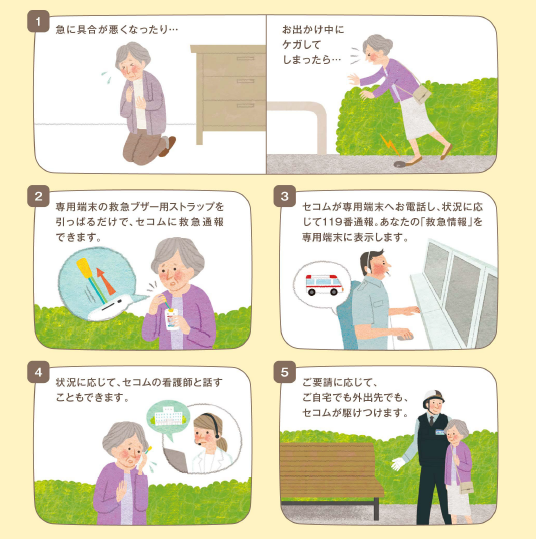 1
急に具合が悪くなったり…
お出かけ中に
ケガして
しまったら…
2
専用端末の救急ブザー用ストラップを
引っぱるだけで、セコムに救急通報
できます。
3
セコムが専用端末へお電話し、状況に応
じて119番通報。あなたの「救急情報」を
専用端末に表示します。
4
状況に応じて、セコムの看護師と話す
こともできます。
5
ご要請に応じて、
ご自宅でも外出先でも、
セコムが駆けつけます。